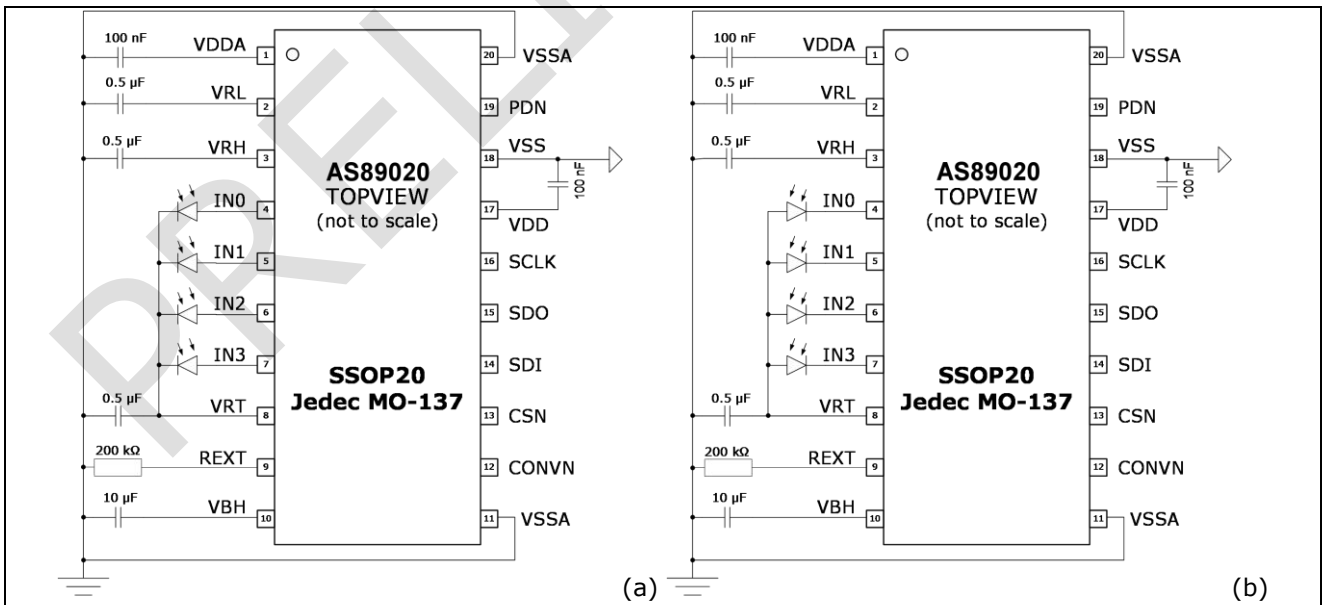 PRELI
100 nF
VDDA
1
20
VSSA
0.5 µF
VRL
2
19
PDN
0.5 µF
VRH
3
18
VSS
100 nF
AS89020
TOPVIEW
(not to scale)
IN0
4
17
VDD
IN1
5
16
SCLK
IN2
6
15
SDO
IN3
7
14
SDI
SSOP20
Jedec MO-137
0.5 µF
VRT
8
13
CSN
200 kΩ
REXT
9
12
CONVN
10 µF
VBH
10
11
VSSA
(a)
100 nF
VDDA
1
20
VSSA
0.5 µF
VRL
2
19
PDN
0.5 µF
VRH
3
18
VSS
100 nF
AS89020
TOPVIEW
(not to scale)
IN0
4
17
VDD
IN1
5
16
SCLK
IN2
6
15
SDO
IN3
7
14
SDI
SSOP20
Jedec MO-137
0.5 µF
VRT
8
13
CSN
200 kΩ
REXT
9
12
CONVN
10 µF
VBH
10
11
VSSA
(b)